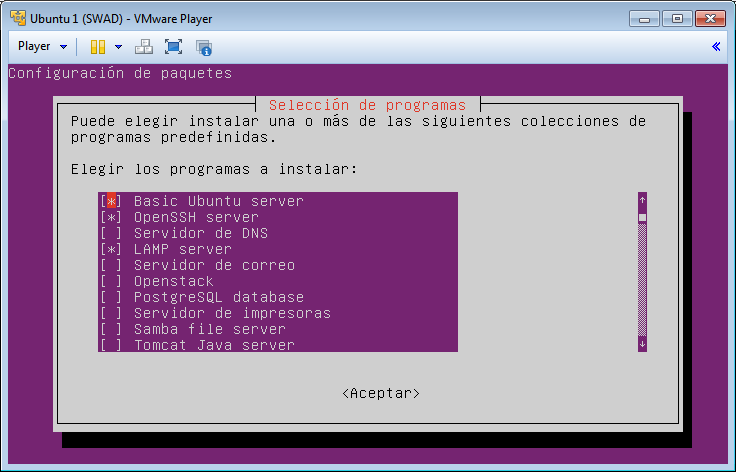 Ubuntu 1 (SWAD) - VMware Player
Player
Configuración de paquetes
Selección de programas
Puede elegir instalar una o más de las siguientes colecciones de
programas predefinidas.
Elegir los programas a instalar:
[*] Basic Ubuntu server
[*] OpenSSH server
[ ] Servidor de DNS
[*] LAMP server
[ ] Servidor de correo
[ ] Openstack
[ ] PostgreSQL database
[ ] Servidor de impresoras
[ ] Samba file server
[ ] Tomcat Java server
<Aceptar>